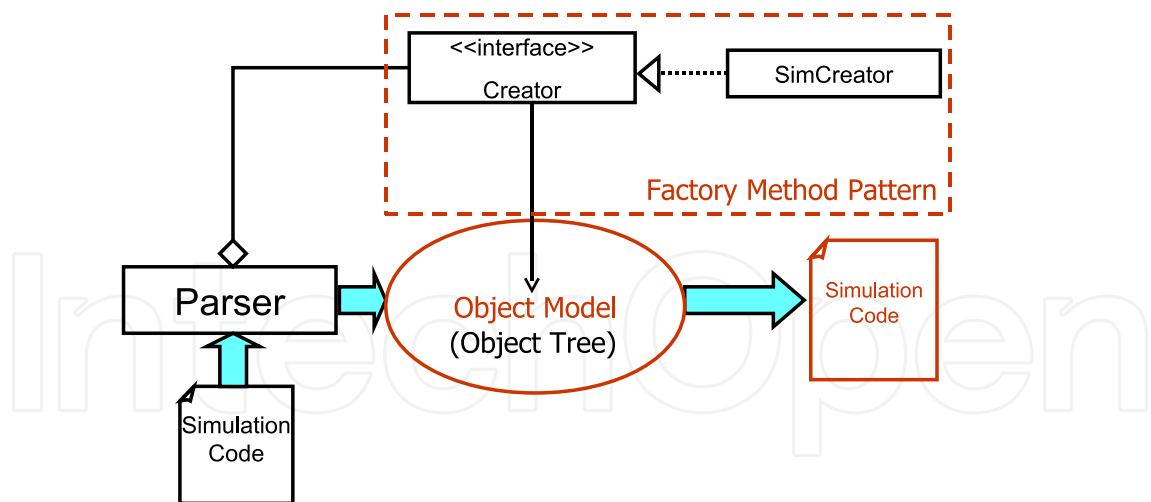 <<interface>>
Creator
SimCreator
Factory Method Pattern
Parser
Object Model
(Object Tree)
Simulation
Code
Simulation
Code
IntechOpen